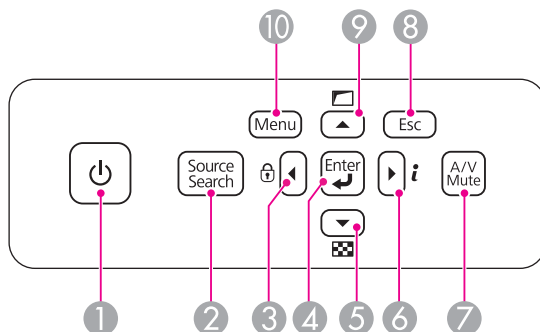 10 9 8
Menu Esc
Source
Search
Enter
i
A/V
Mute
1 2 3 4 5 6 7